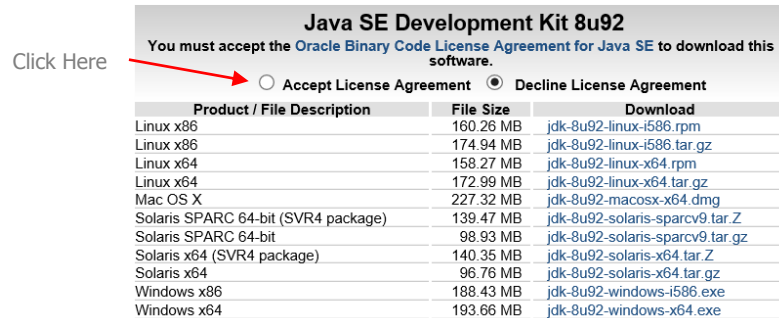 Java SE Development Kit 8u92
You must accept the Oracle Binary Code License Agreement for Java SE to download this
software.
Click Here
Accept License Agreement Decline License Agreement
Product / File Description File Size Download
Linux x86 160.26 MB jdk-8u92-linux-i586.rpm
Linux x86 174.94 MB jdk-8u92-linux-i586.tar.gz
Linux x64 158.27 MB jdk-8u92-linux-x64.rpm
Linux x64 172.99 MB jdk-8u92-linux-x64.tar.gz
Mac OS X 227.32 MB jdk-8u92-macosx-x64.dmg
Solaris SPARC 64-bit (SVR4 package) 139.47 MB jdk-8u92-solaris-sparcv9.tar.Z
Solaris SPARC 64-bit 98.93 MB jdk-8u92-solaris-sparcv9.tar.gz
Solaris x64 (SVR4 package) 140.35 MB jdk-8u92-solaris-x64.tar.Z
Solaris x64 96.76 MB jdk-8u92-solaris-x64.tar.gz
Windows x86 188.43 MB jdk-8u92-windows-i586.exe
Windows x64 193.66 MB jdk-8u92-windows-x64.exe